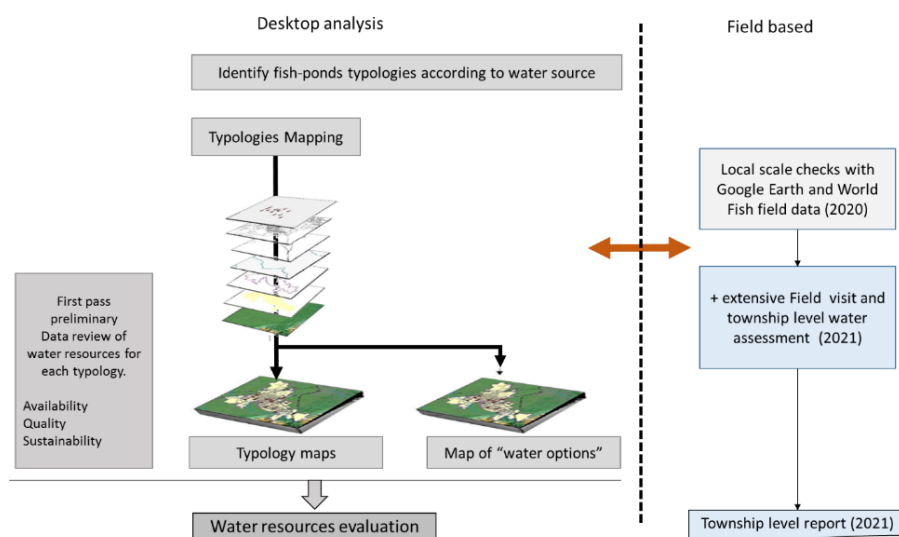 Desktop analysis
Field based
Identify fish-ponds typologies according to water source
Typologies Mapping
Local scale checks with
Google Earth and World
Fish field data (2020)
First pass
preliminary
Data review of
water resources for
each typology.
Availability
Quality
Sustainability
+ extensive Field visit and
township level water
assessment (2021)
Typology maps
Map of “water options”
Water resources evaluation
Township level report (2021)